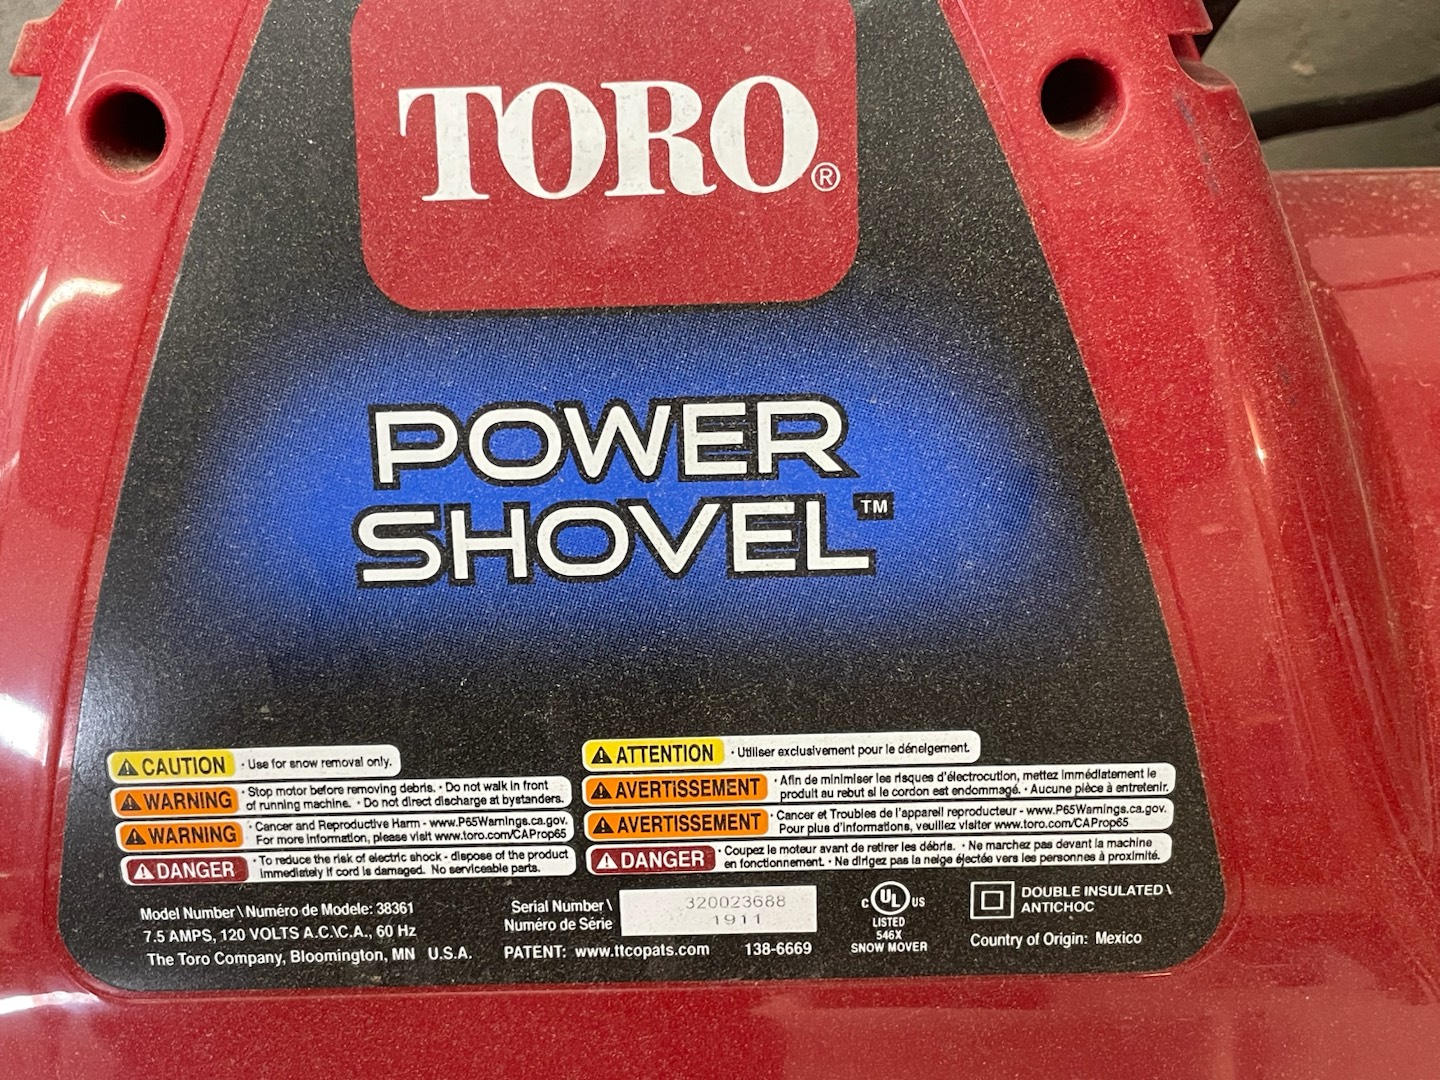 TORO®
POWER
SHOVEL™
CAUTION · Use for snow removal only.
WARNING · Stop motor before removing debris. · Do not walk in front
of running machine. · Do not direct discharge at bystanders.
WARNING · Cancer and Reproductive Harm - www.P65Warnings.ca.gov.
For more information, please visit www.toro.com/CAProp65
DANGER · To reduce the risk of electric shock - dispose of the product
immediately if cord is damaged. No serviceable parts.
ATTENTION · Utiliser exclusivement pour le déneigement.
AVERTISSEMENT · Afin de minimiser les risques d'électrocution, mettez immédiatement le
produit au rebut si le cordon est endommagé. · Aucune pièce à entretenir.
AVERTISSEMENT · Cancer et Troubles de l'appareil reproducteur - www.P65Warnings.ca.gov.
Pour plus d'informations, veuillez visiter www.toro.com/CAProp65
DANGER · Coupez le moteur avant de retirer les débris. · Ne marchez pas devant la machine
en fonctionnement. · Ne dirigez pas la neige éjectée vers les personnes à proximité.
Model Number \ Numéro de Modele: 38361
7.5 AMPS, 120 VOLTS A.C.\C.A., 60 Hz
The Toro Company, Bloomington, MN U.S.A.
Serial Number \
Numéro de Série
320023688
1911
PATENT: www.ttcopats.com 138-6669
C UL US
LISTED
546X
SNOW MOVER
DOUBLE INSULATED \
ANTICHOC
Country of Origin: Mexico